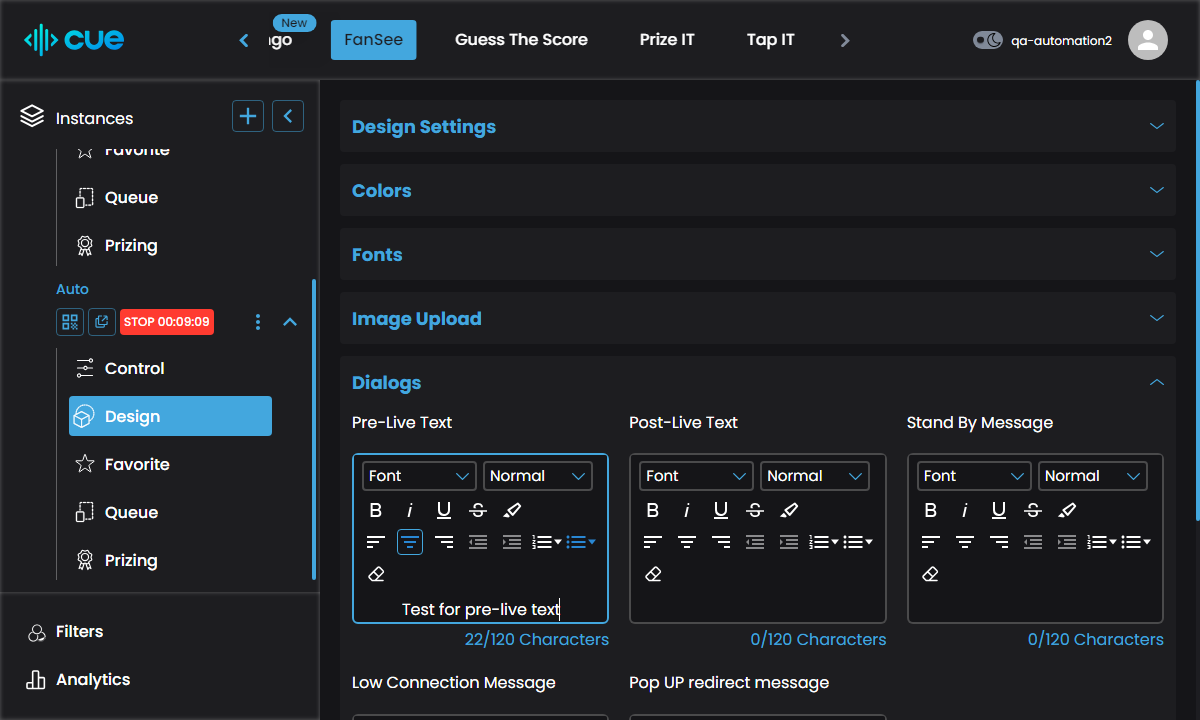 cue
New
FanSee
Guess The Score
Prize IT
Tap IT
qa-automation2
Instances
Favorite
Queue
Prizing
Auto
STOP 00:09:09
Control
Design
Favorite
Queue
Prizing
Filters
Analytics
Design Settings
Colors
Fonts
Image Upload
Dialogs
Pre-Live Text
Post-Live Text
Stand By Message
Font Normal
Font Normal
Font Normal
B i U S
B i U S
B i U S
Test for pre-live text
22/120 Characters
0/120 Characters
0/120 Characters
Low Connection Message
Pop UP redirect message